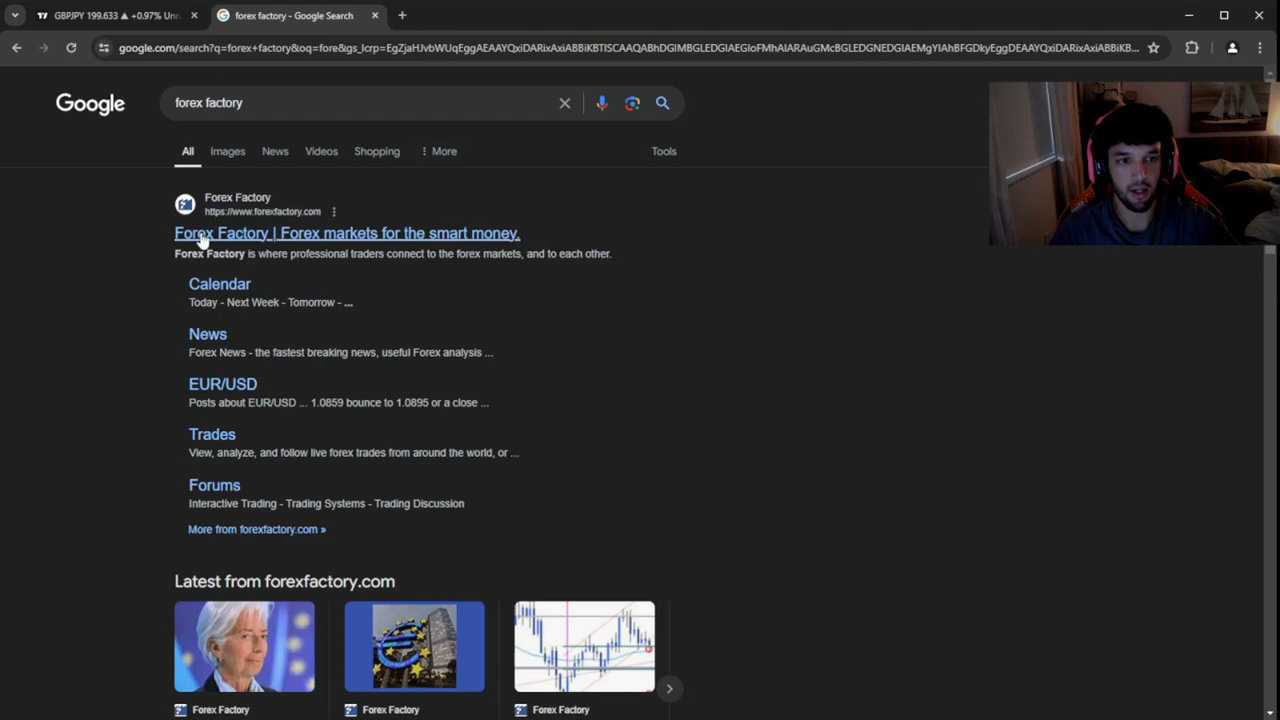 GBPJPY 199.633 ▲ +0.97% Unn
forex factory - Google Search
google.com/search?q=forex+factory&oq=fore&gs_lcrp=
Google
forex factory
All
Images
News
Videos
Shopping
More
Tools
Forex Factory
https://www.forexfactory.com
Forex Factory | Forex markets for the smart money.
Forex Factory is where professional traders connect to the forex markets, and to each other.
Calendar
Today - Next Week - Tomorrow - ...
News
Forex News - the fastest breaking news, useful Forex analysis ...
EUR/USD
Posts about EUR/USD ... 1.0859 bounce to 1.0895 or a close ...
Trades
View, analyze, and follow live forex trades from around the world, or ...
Forums
Interactive Trading - Trading Systems - Trading Discussion
More from forexfactory.com »
Latest from forexfactory.com
Forex Factory
Forex Factory
Forex Factory